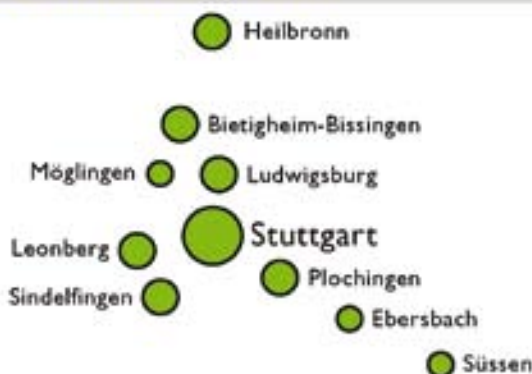 Heilbronn
Bietigheim-Bissingen
Möglingen
Ludwigsburg
Stuttgart
Leonberg
Plochingen
Sindelfingen
Ebersbach
Süssen